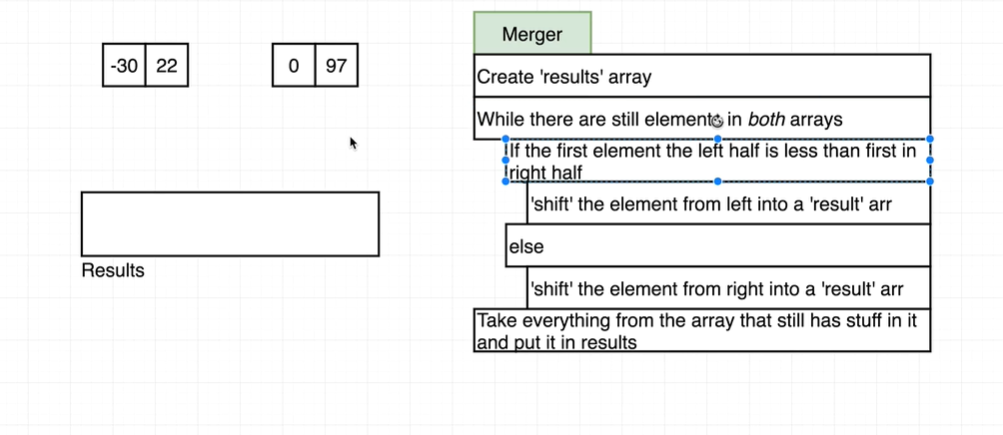 -30 22
0 97
Results
Merger
Create 'results' array
While there are still elements in both arrays
If the first element the left half is less than first in
right half
'shift' the element from left into a 'result' arr
else
'shift' the element from right into a 'result' arr
Take everything from the array that still has stuff in it
and put it in results